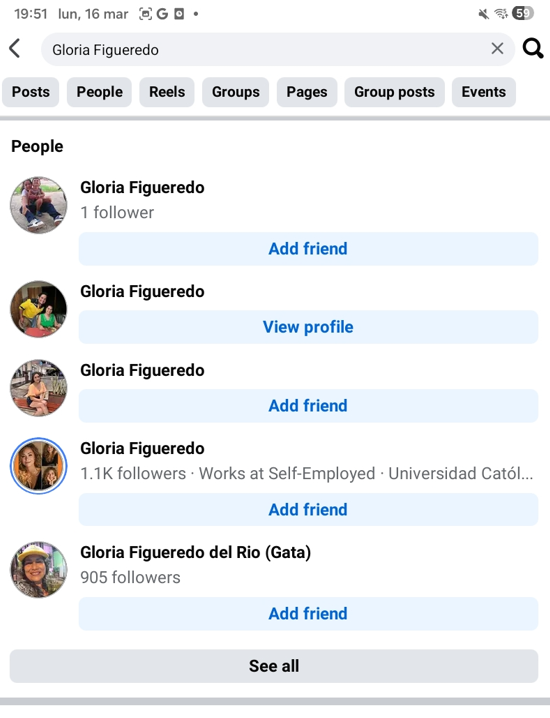 19:51 lun, 16 mar G 59
Gloria Figueredo
Posts People Reels Groups Pages Group posts Events
People
Gloria Figueredo
1 follower
Add friend
Gloria Figueredo
View profile
Gloria Figueredo
Add friend
Gloria Figueredo
1.1K followers · Works at Self-Employed · Universidad Catól...
Add friend
Gloria Figueredo del Rio (Gata)
905 followers
Add friend
See all